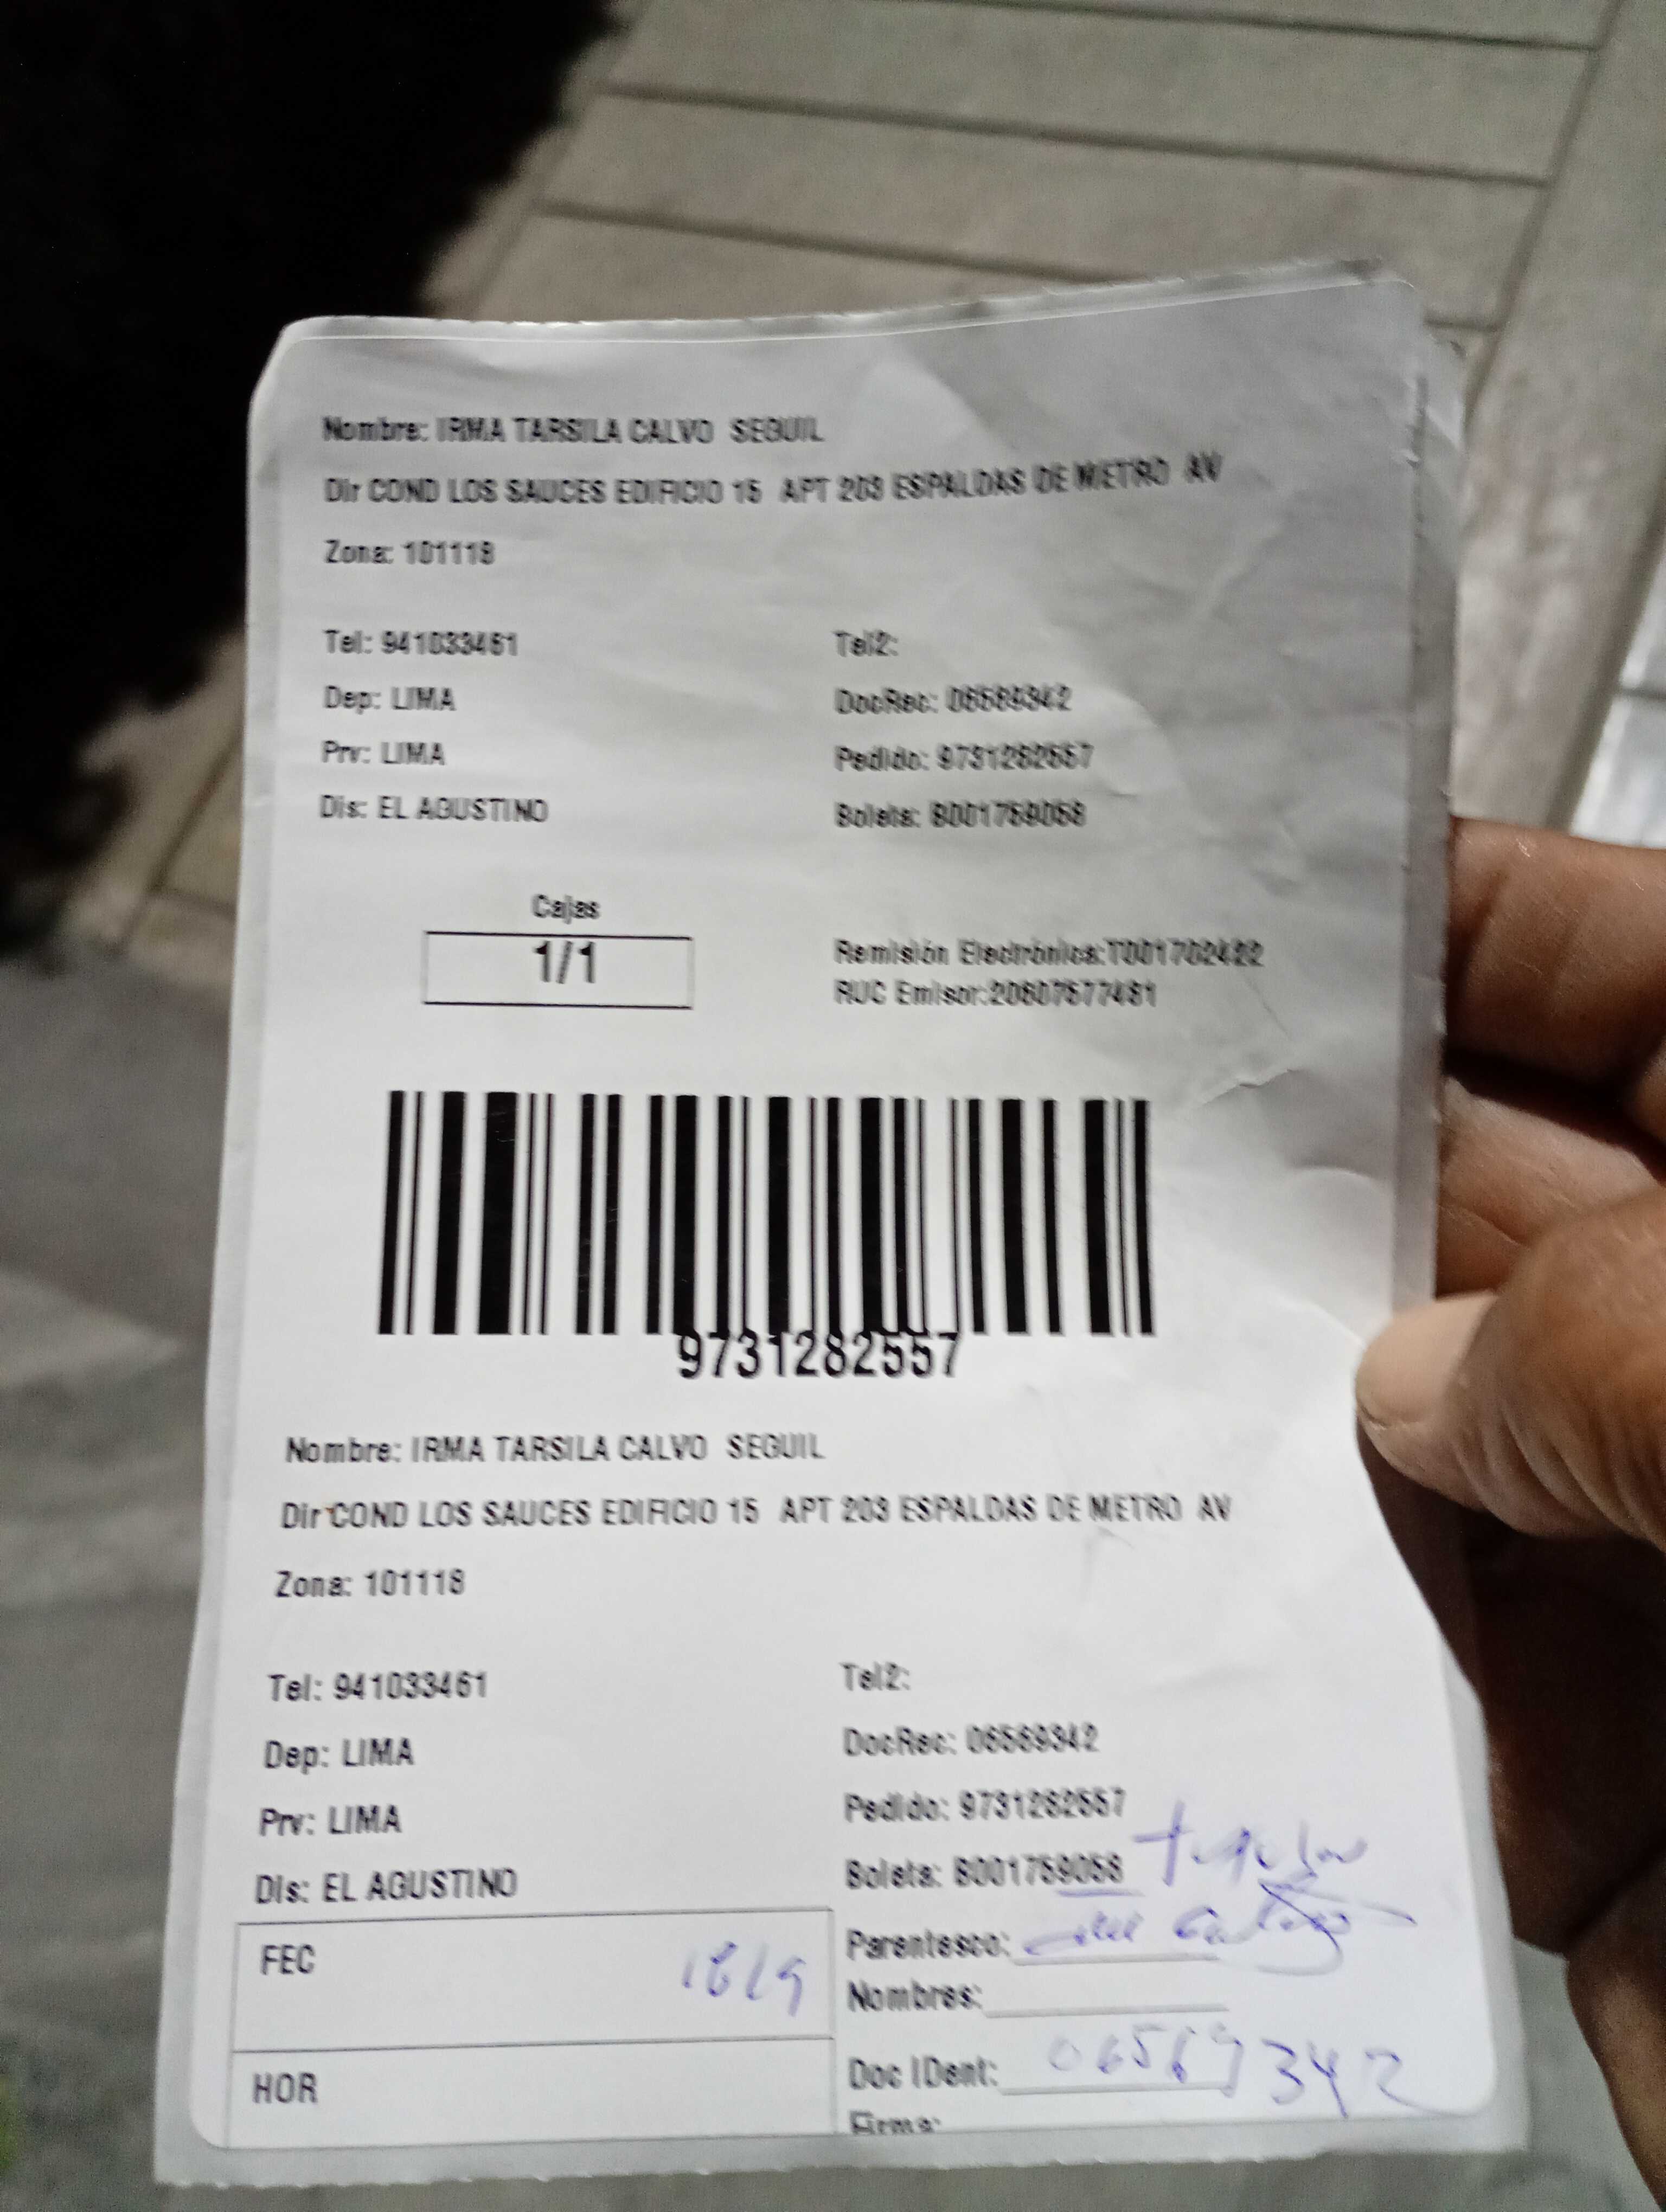 Nombre: IRMA TARSILA CALVO SEGUIL
Dir COND LOS SAUCES EDIFICIO 15 APT 203 ESPALDAS DE METRO AV
Zona: 101118
Tel: 941033461 Tel2:
Dep: LIMA DocRec: 06569342
Prv: LIMA Pedido: 9731282557
Dis: EL AGUSTINO Boleta: B001759058
Cajas
1/1
Remisión Electrónica:T001702422
RUC Emisor:20607577481
9731282557
Nombre: IRMA TARSILA CALVO SEGUIL
Dir COND LOS SAUCES EDIFICIO 15 APT 203 ESPALDAS DE METRO AV
Zona: 101118
Tel: 941033461 Tel2:
Dep: LIMA DocRec: 06569342
Prv: LIMA Pedido: 9731282557
Dis: EL AGUSTINO Boleta: B001759058
FEC 18/9 Parentesco:
Nombres:
HOR Doc IDent: 06569342
Firma: